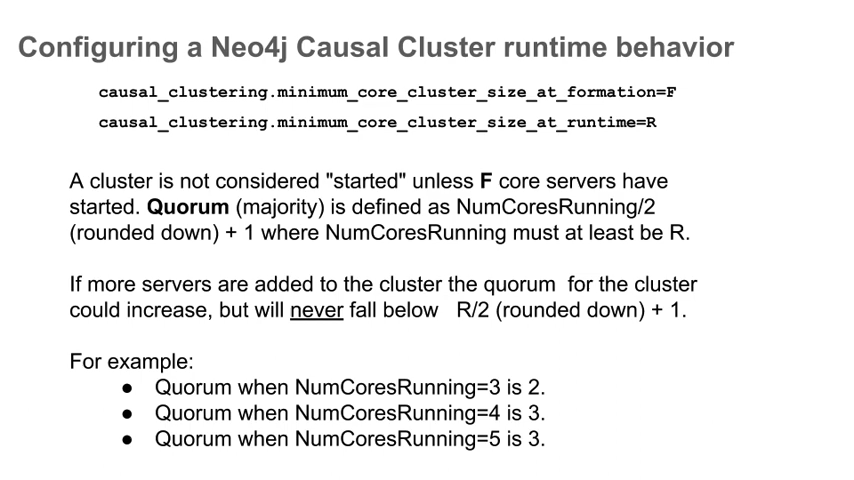 Configuring a Neo4j Causal Cluster runtime behavior
causal_clustering.minimum_core_cluster_size_at_formation=F
causal_clustering.minimum_core_cluster_size_at_runtime=R
A cluster is not considered "started" unless F core servers have
started. Quorum (majority) is defined as NumCoresRunning/2
(rounded down) + 1 where NumCoresRunning must at least be R.
If more servers are added to the cluster the quorum for the cluster
could increase, but will never fall below R/2 (rounded down) + 1.
For example:
● Quorum when NumCoresRunning=3 is 2.
● Quorum when NumCoresRunning=4 is 3.
● Quorum when NumCoresRunning=5 is 3.